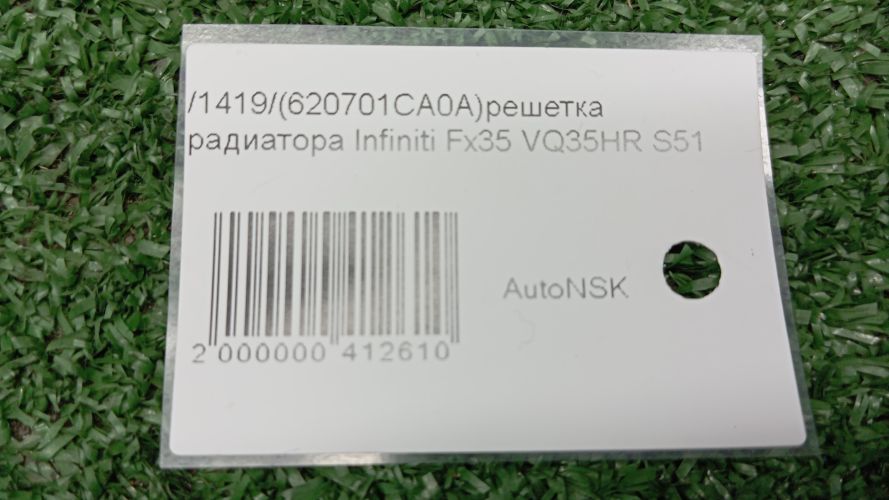 /1419/(620701CA0A)решетка
радиатора Infiniti Fx35 VQ35HR S51
AutoNSK
2 000000 412610